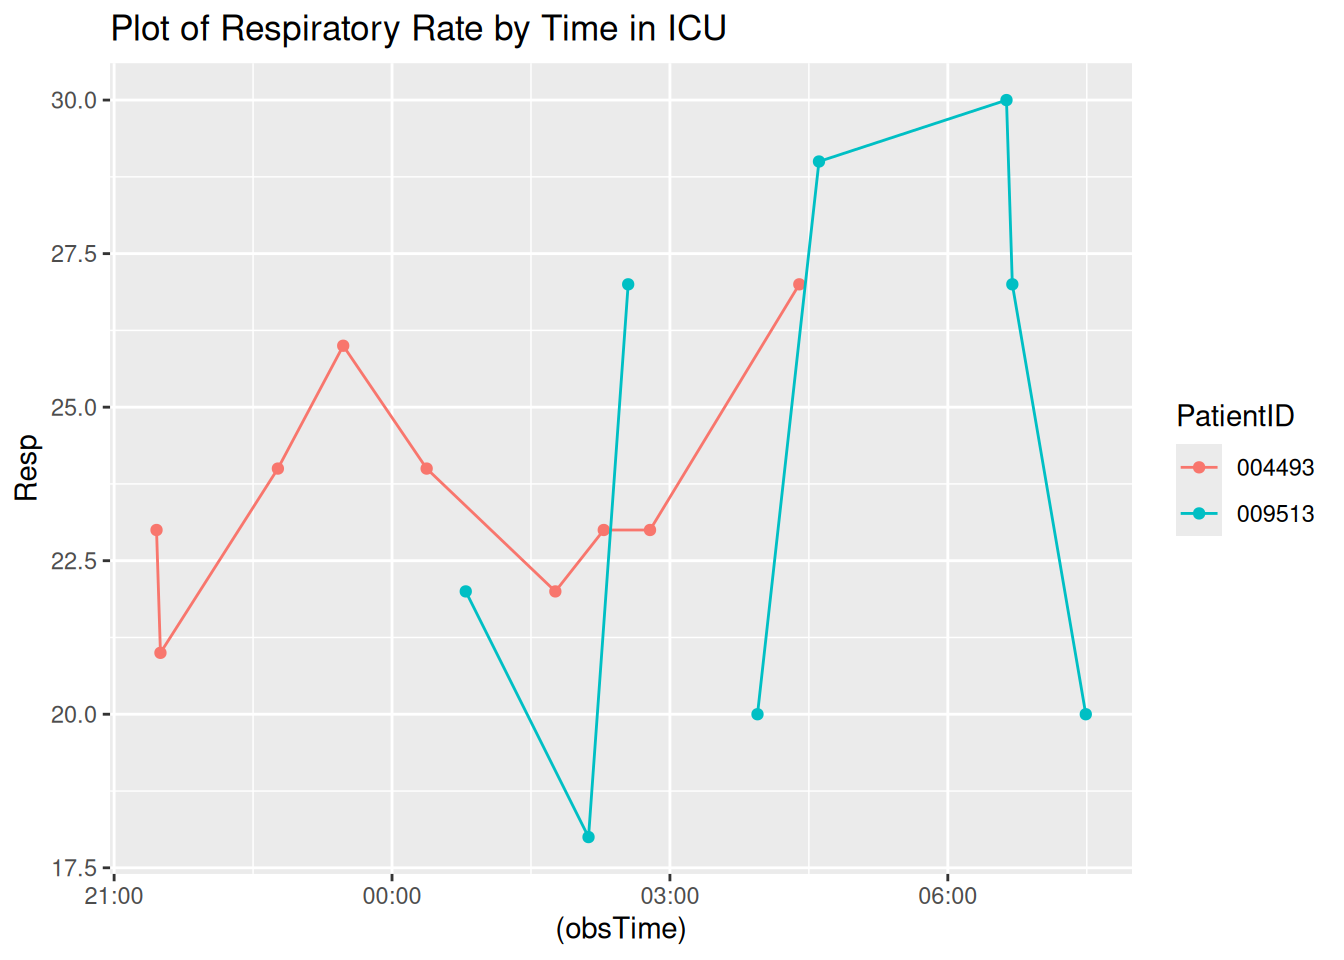 Plot of Respiratory Rate by Time in ICU
30.0
27.5
25.0
22.5
20.0
17.5
Resp
21:00 00:00 03:00 06:00
(obsTime)
PatientID
004493
009513